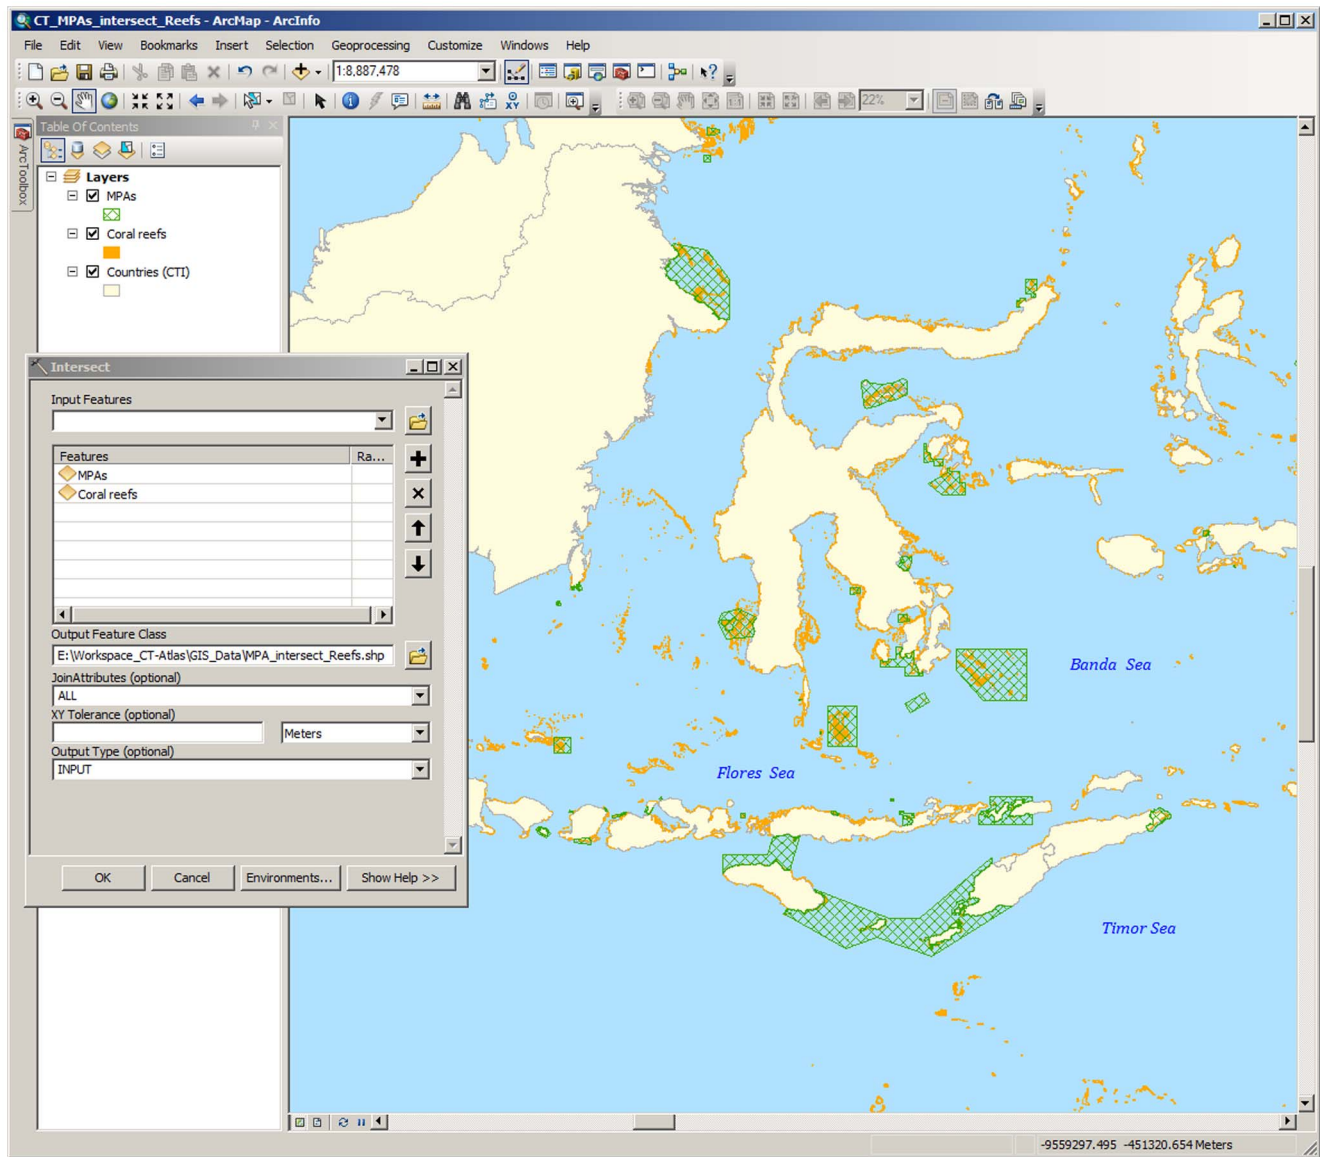 CT_MPAs_intersect_Reefs - ArcMap - ArcInfo
File Edit View Bookmarks Insert Selection Geoprocessing Customize Windows Help
1:8,887,478
22%
Table Of Contents
ArcToolbox
Layers
MPAs
Coral reefs
Countries (CTI)
Intersect
Input Features
Features Ra...
MPAs
Coral reefs
Output Feature Class
E:\Workspace_CT-Atlas\GIS_Data\MPA_intersect_Reefs.shp
JoinAttributes (optional)
ALL
XY Tolerance (optional)
Meters
Output Type (optional)
INPUT
OK Cancel Environments... Show Help >>
Banda Sea
Flores Sea
Timor Sea
-9559297.495 -451320.654 Meters